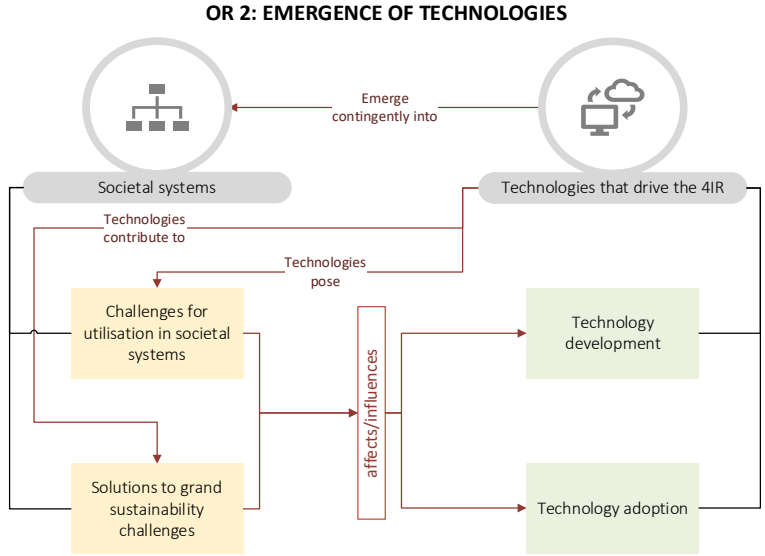 OR 2: EMERGENCE OF TECHNOLOGIES
Emerge
contingently into
Societal systems
Technologies that drive the 4IR
Technologies
contribute to
Technologies
pose
Challenges for
utilisation in societal
systems
affects/influences
Technology
development
Solutions to grand
sustainability
challenges
Technology adoption